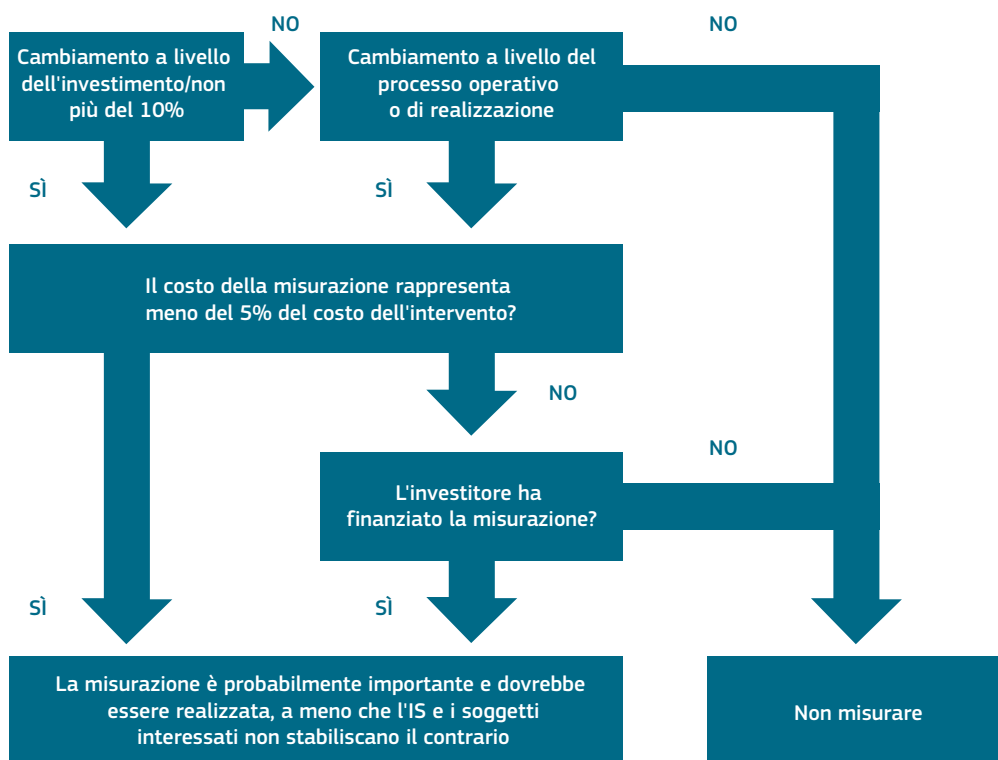 NO
NO
Cambiamento a livello
dell'investimento/non
più del 10%
Cambiamento a livello del
processo operativo
o di realizzazione
SÌ
SÌ
Il costo della misurazione rappresenta
meno del 5% del costo dell'intervento?
NO
NO
L'investitore ha
finanziato la misurazione?
SÌ
SÌ
La misurazione è probabilmente importante e dovrebbe
essere realizzata, a meno che l'IS e i soggetti
interessati non stabiliscano il contrario
Non misurare